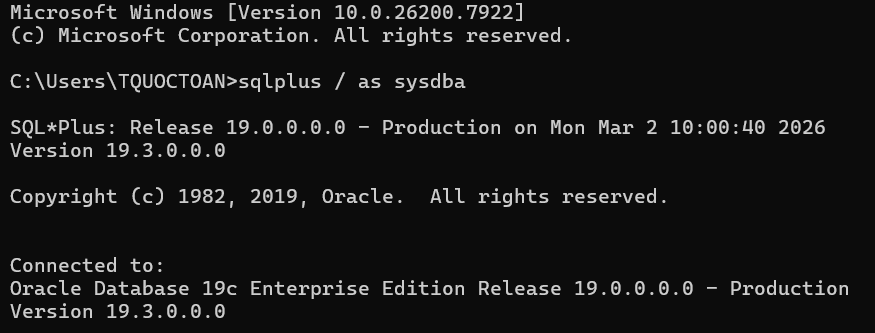 Microsoft Windows [Version 10.0.26200.7922]
(c) Microsoft Corporation. All rights reserved.
C:\Users\TQUOCTOAN>sqlplus / as sysdba
SQL*Plus: Release 19.0.0.0.0 - Production on Mon Mar 2 10:00:40 2026
Version 19.3.0.0.0
Copyright (c) 1982, 2019, Oracle.  All rights reserved.
Connected to:
Oracle Database 19c Enterprise Edition Release 19.0.0.0.0 - Production
Version 19.3.0.0.0